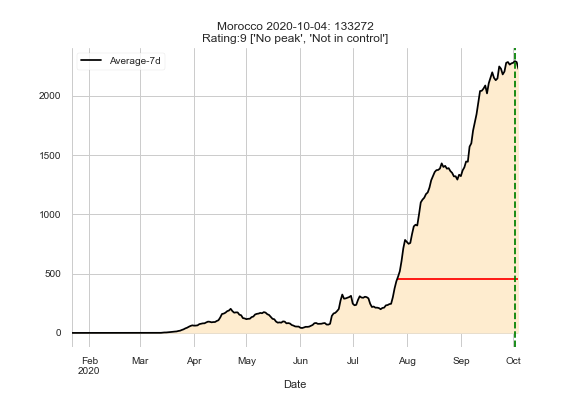 Morocco 2020-10-04: 133272
Rating:9 ['No peak', 'Not in control']
Average-7d
2000
1500
1000
500
0
Feb Mar Apr May Jun Jul Aug Sep Oct
2020
Date